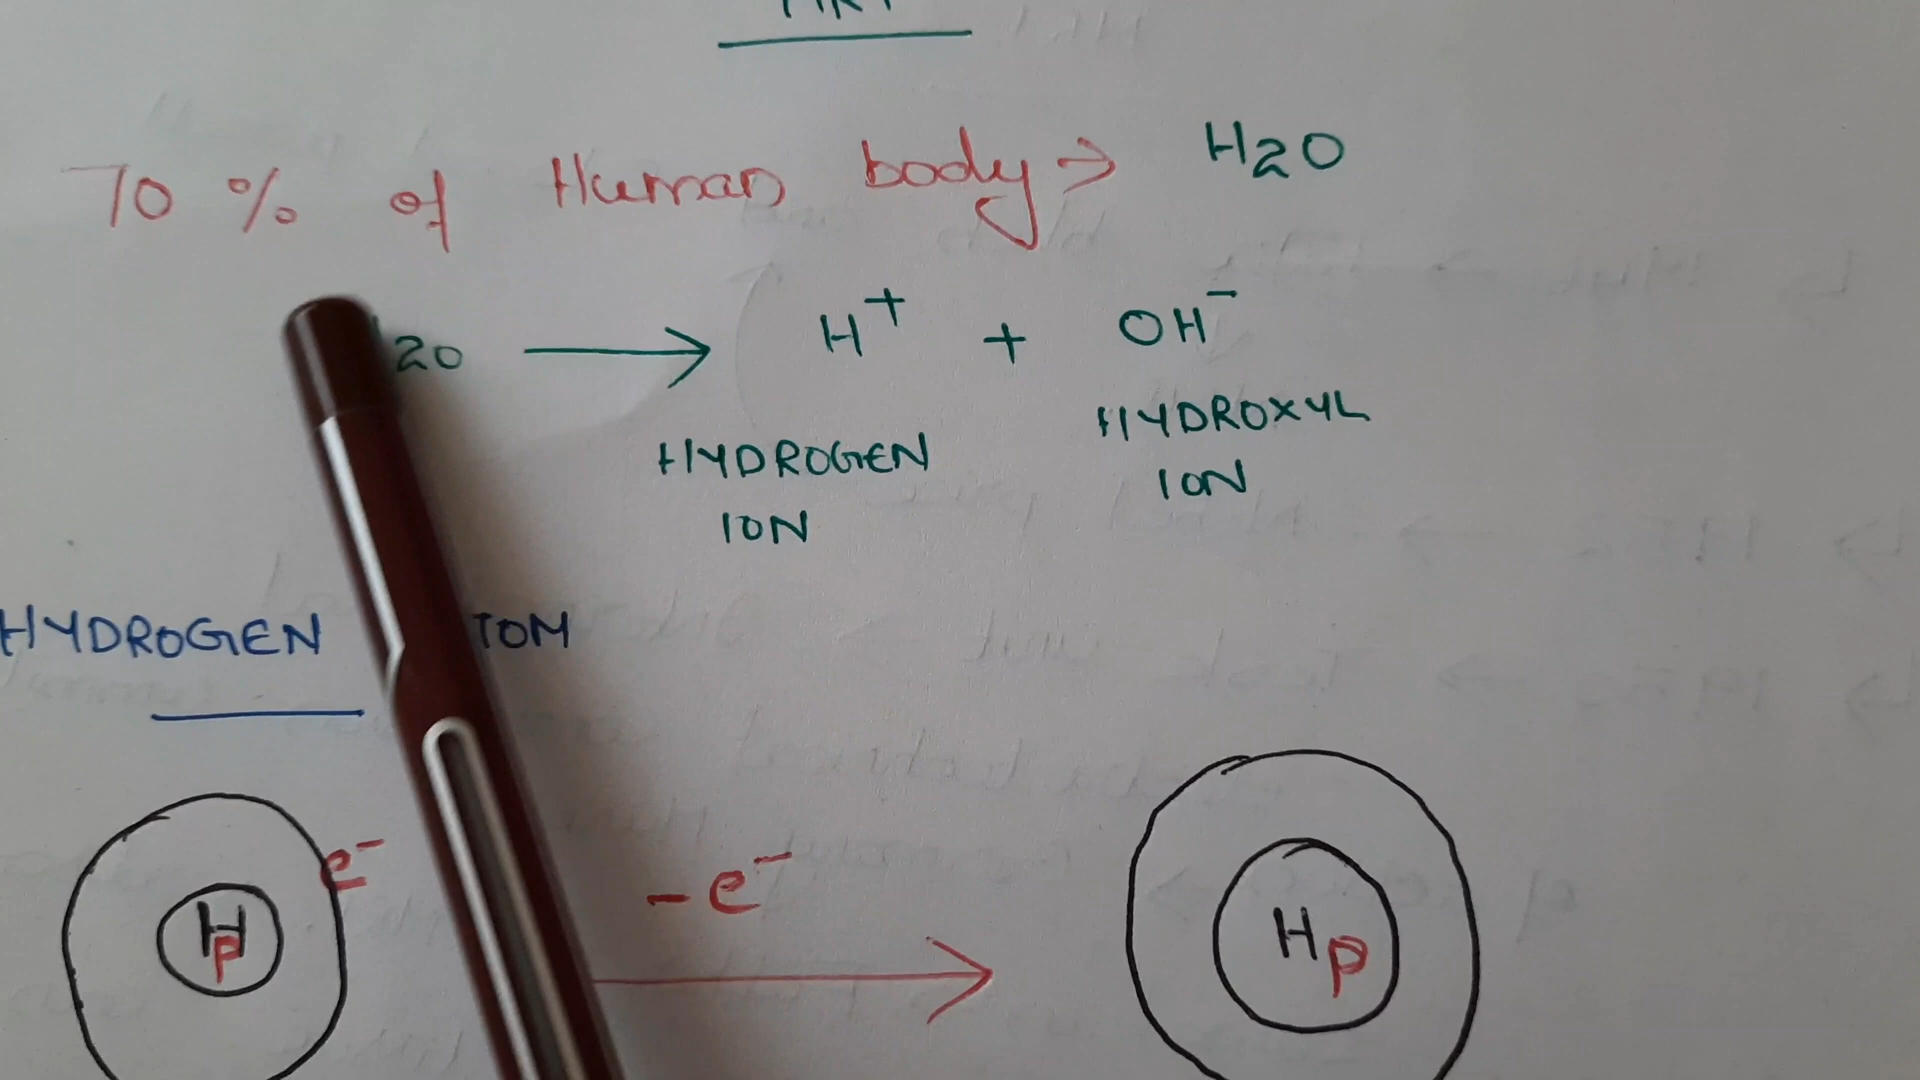 70 % of Human body → H2O
20 → H⁺ + OH⁻
HYDROGEN ION
HYDROXYL ION
HYDROGEN TOM
e⁻
H
P
- e⁻
H P